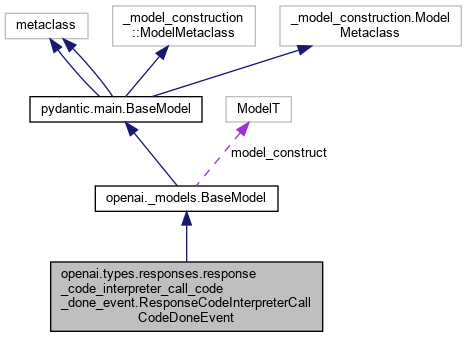 metaclass
_model_construction
::ModelMetaclass
_model_construction.Model
Metaclass
pydantic.main.BaseModel
ModelT
model_construct
openai._models.BaseModel
openai.types.responses.response
_code_interpreter_call_code
_done_event.ResponseCodeInterpreterCall
CodeDoneEvent